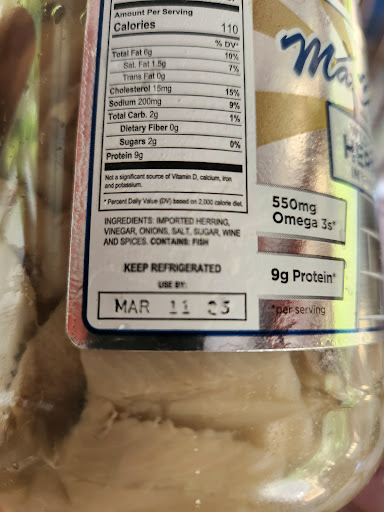 Amount Per Serving
Calories 110
% DV*
Total Fat 6g 10%
Sat. Fat 1.5g 7%
Trans Fat 0g
Cholesterol 15mg 15%
Sodium 200mg 9%
Total Carb. 2g 1%
Dietary Fiber 0g
Sugars 2g 0%
Protein 9g
Not a significant source of Vitamin D, calcium, iron
and potassium.
*Percent Daily Value (DV) based on 2,000 calorie diet.
INGREDIENTS: IMPORTED HERRING,
VINEGAR, ONIONS, SALT, SUGAR, WINE
AND SPICES. CONTAINS: FISH
KEEP REFRIGERATED
USE BY:
MAR 11 23
550mg
Omega 3s*
9g Protein*
*per serving